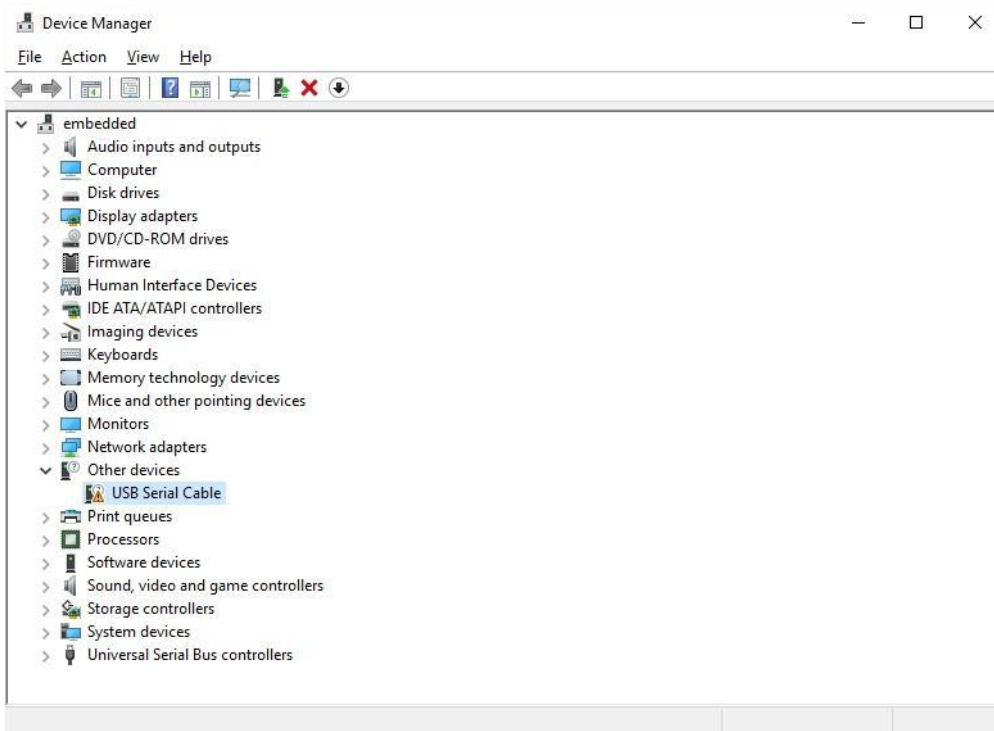 Device Manager
File Action View Help
embedded
Audio inputs and outputs
Computer
Disk drives
Display adapters
DVD/CD-ROM drives
Firmware
Human Interface Devices
IDE ATA/ATAPI controllers
Imaging devices
Keyboards
Memory technology devices
Mice and other pointing devices
Monitors
Network adapters
Other devices
USB Serial Cable
Print queues
Processors
Software devices
Sound, video and game controllers
Storage controllers
System devices
Universal Serial Bus controllers